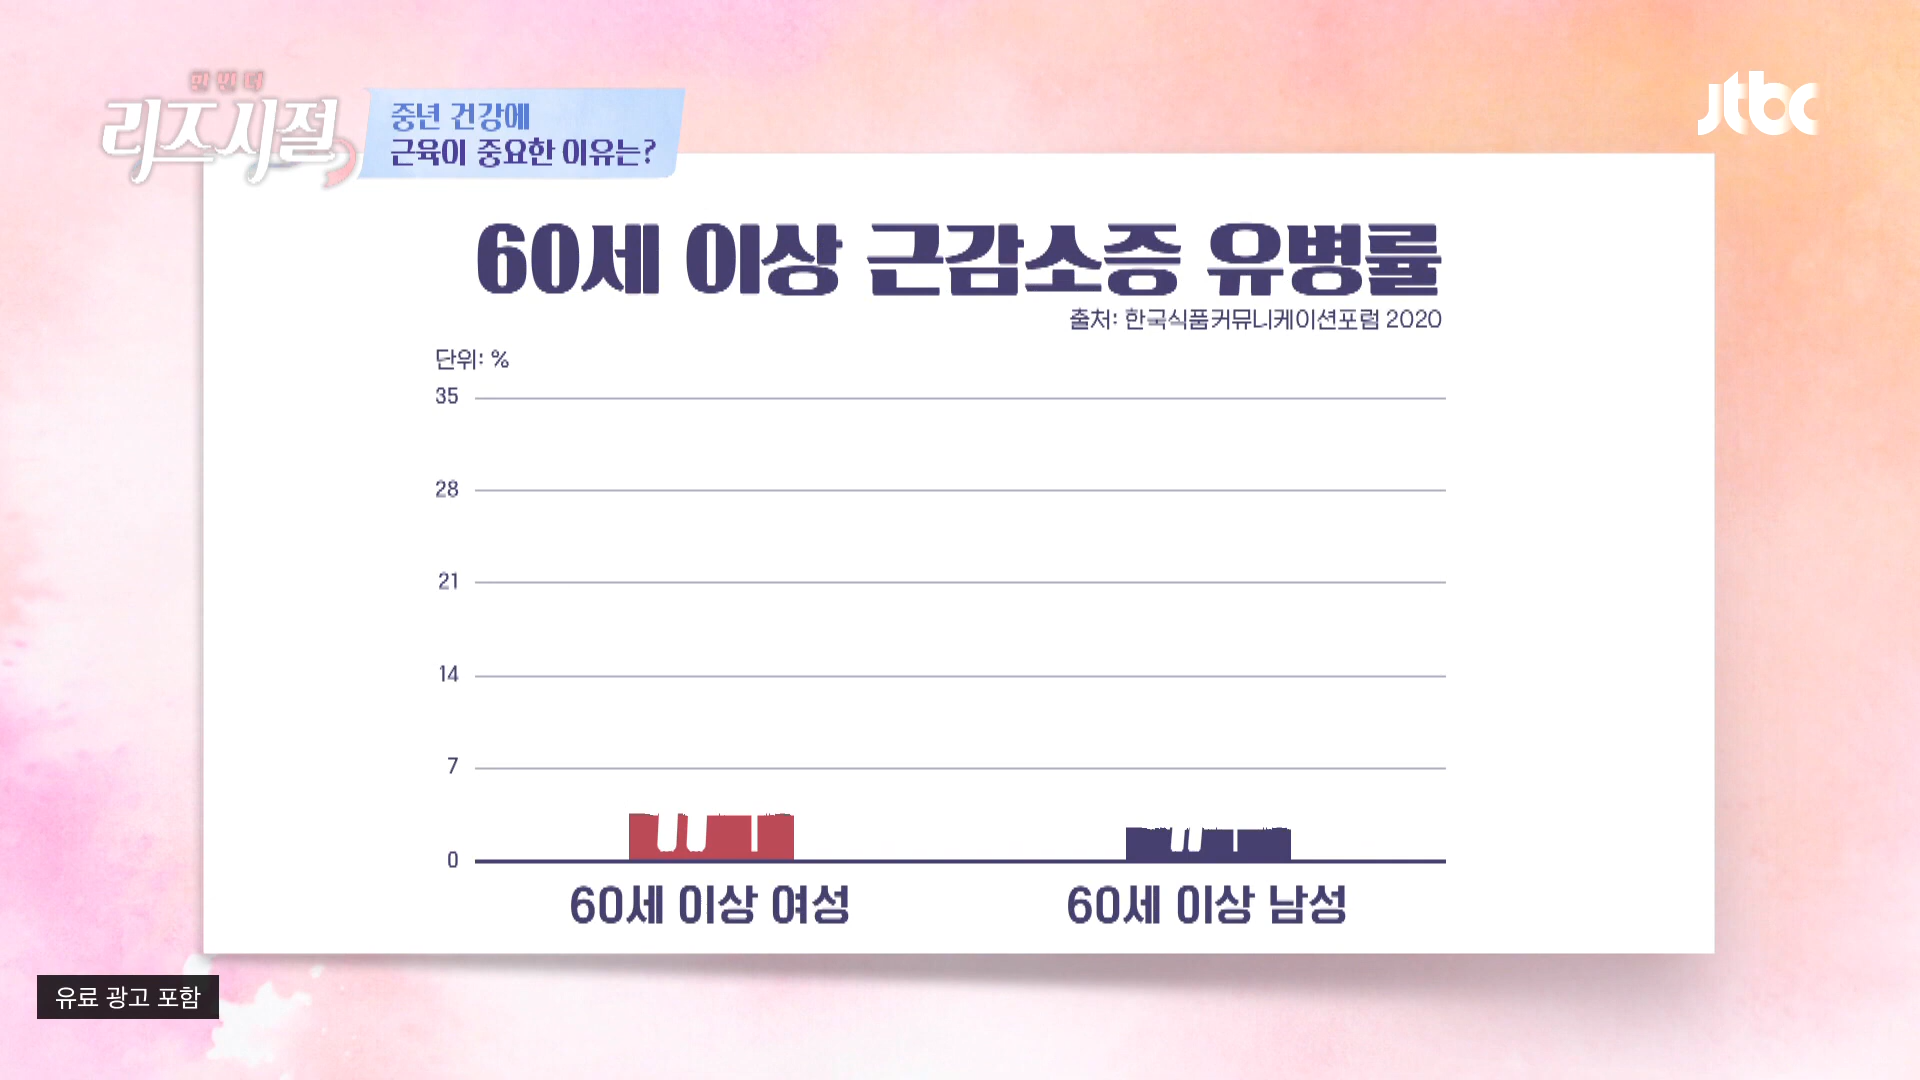 한 번 더
리즈시절
중년 건강에
근육이 중요한 이유는?
jtbc
60세 이상 근감소증 유병률
출처: 한국식품커뮤니케이션포럼 2020
단위: %
35
28
21
14
7
0
60세 이상 여성
60세 이상 남성
유료 광고 포함